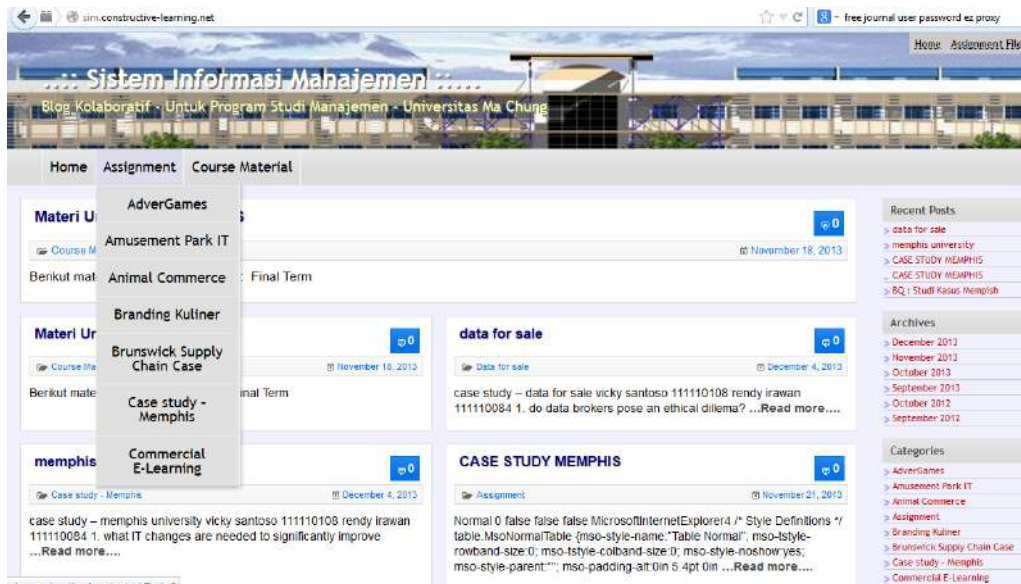 sim.constructive-learning.net
free journal user password ez proxy
Home Assignment File
.::: Sistem Informasi Manajemen ::.....
Blog Kolaboratif - Untuk Program Studi Manajemen - Universitas Ma Chung
Home Assignment Course Material
AdverGames
Amusement Park IT
Animal Commerce
Branding Kuliner
Brunswick Supply
Chain Case
Case study -
Memphis
Commercial
E-Learning
Materi U
S
0
Course M
November 18, 2013
Berikut mat
: Final Term
Materi Ur
0
Course Ma
November 18, 2013
Berikut mate
inal Term
data for sale
0
Data for sale
December 4, 2013
case study – data for sale vicky santoso 111110108 rendy irawan
111110084 1. do data brokers pose an ethical dilema? ...Read more....
memphis
0
Case study - Memphis
December 4, 2013
case study – memphis university vicky santoso 111110108 rendy irawan
111110084 1. what IT changes are needed to significantly improve
...Read more....
CASE STUDY MEMPHIS
0
Assignment
November 21, 2013
Normal 0 false false false MicrosoftInternetExplorer4 /* Style Definitions */
table.MsoNormalTable {mso-style-name:"Table Normal"; mso-tstyle-
rowband-size:0; mso-tstyle-colband-size:0; mso-style-noshow:yes;
mso-style-parent:""; mso-padding-alt:0in 5.4pt 0in ...Read more....
Recent Posts
data for sale
memphis university
CASE STUDY MEMPHIS
CASE STUDY MEMPHIS
BQ : Studi Kasus Mempish
Archives
December 2013
November 2013
October 2013
September 2013
October 2012
September 2012
Categories
AdverGames
Amusement Park IT
Animal Commerce
Assignment
Branding Kuliner
Brunswick Supply Chain Case
Case study - Memphis
Commercial E-Learning